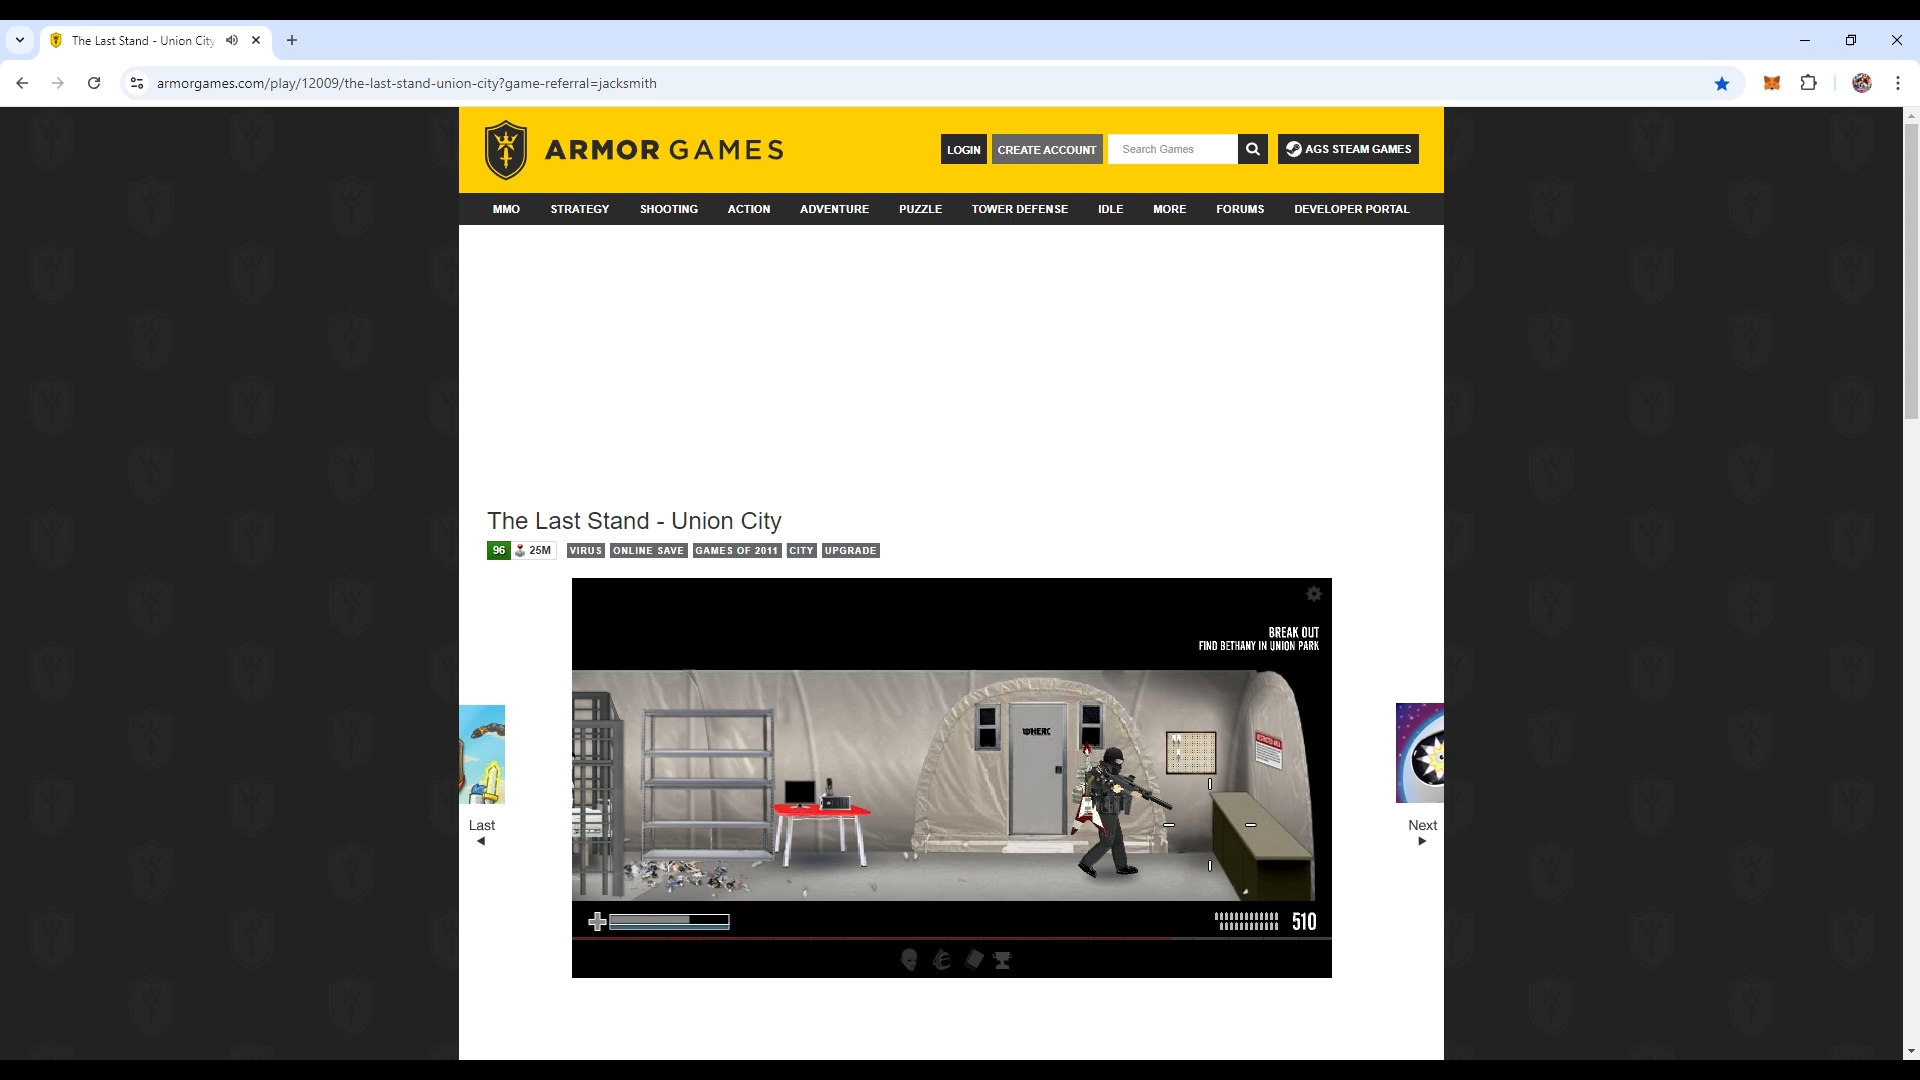 The Last Stand - Union City
armorgames.com/play/12009/the-last-stand-union-city?game-referral=jacksmith
ARMOR GAMES
LOGIN
CREATE ACCOUNT
Search Games
AGS STEAM GAMES
MMO
STRATEGY
SHOOTING
ACTION
ADVENTURE
PUZZLE
TOWER DEFENSE
IDLE
MORE
FORUMS
DEVELOPER PORTAL
The Last Stand - Union City
96
25M
VIRUS
ONLINE SAVE
GAMES OF 2011
CITY
UPGRADE
BREAK OUT
FIND BETHANY IN UNION PARK
HERC
RESTRICTED AREA
Last
Next
510